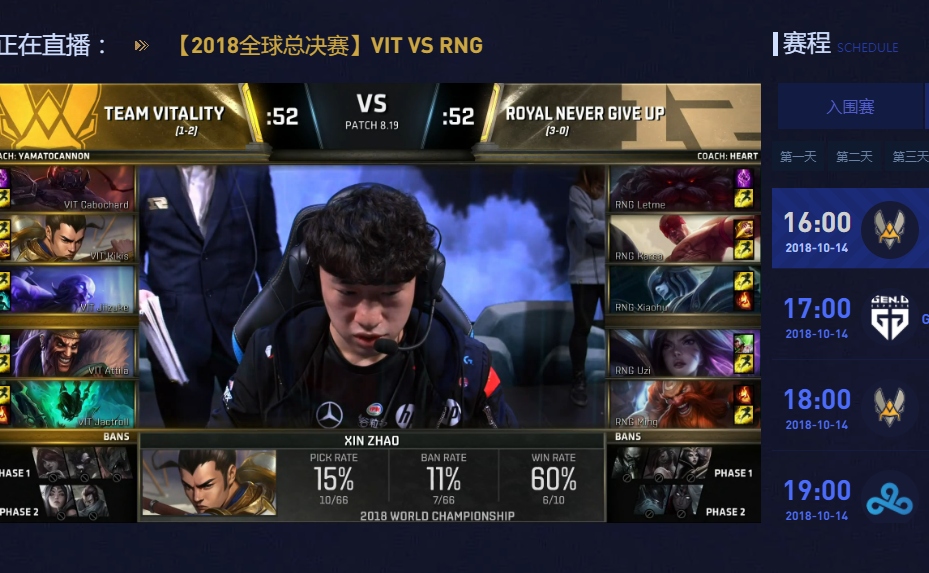 正在直播：
【2018全球总决赛】VIT VS RNG
赛程 SCHEDULE
TEAM VITALITY
[1-2]
:52
VS
PATCH 8.19
:52
ROYAL NEVER GIVE UP
[3-0]
ACH: YAMATOCANNON
COACH: HEART
VIT Cabochard
VIT Kikis
VIT Jizuke
VIT Attila
VIT Jactroll
RNG Letme
RNG Karsa
RNG Xiaohu
RNG Uzi
RNG Ming
BANS
PHASE 1
PHASE 2
XIN ZHAO
PICK RATE
15%
10/66
BAN RATE
11%
7/66
WIN RATE
60%
6/10
2018 WORLD CHAMPIONSHIP
BANS
PHASE 1
PHASE 2
入围赛
第一天 第二天 第三天
16:00
2018-10-14
17:00
2018-10-14
GEN.G
ESPORTS
G
18:00
2018-10-14
19:00
2018-10-14
hp